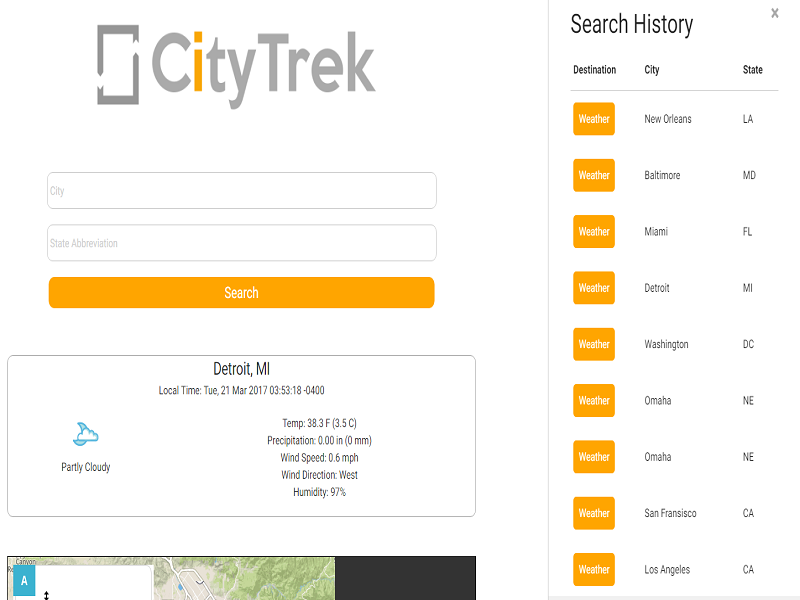 CityTrek
City
State Abbreviation
Search
Detroit, MI
Local Time: Tue, 21 Mar 2017 03:53:18 -0400
Partly Cloudy
Temp: 38.3 F (3.5 C)
Precipitation: 0.00 in (0 mm)
Wind Speed: 0.6 mph
Wind Direction: West
Humidity: 97%
Canyon
A
×
Search History
Destination City State
Weather New Orleans LA
Weather Baltimore MD
Weather Miami FL
Weather Detroit MI
Weather Washington DC
Weather Omaha NE
Weather Omaha NE
Weather San Fransisco CA
Weather Los Angeles CA